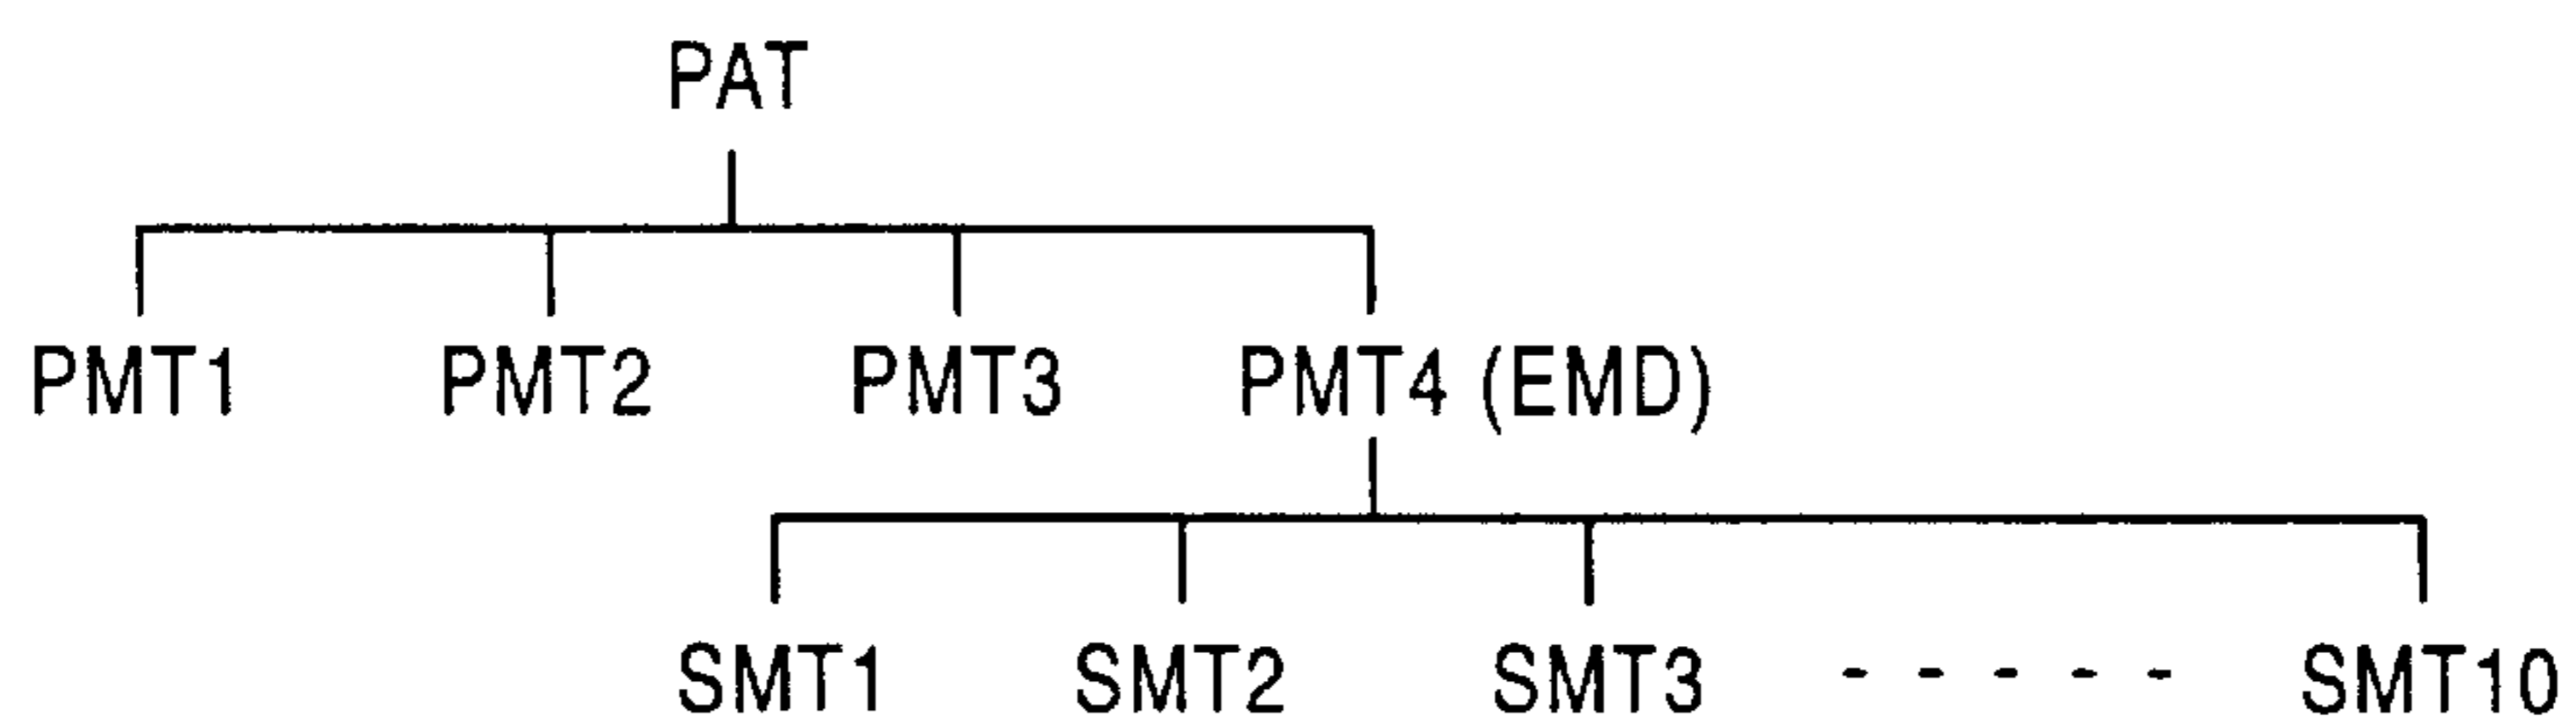 PAT
PMT1 PMT2 PMT3 PMT4 (EMD)
SMT1 SMT2 SMT3 - - - - - SMT10